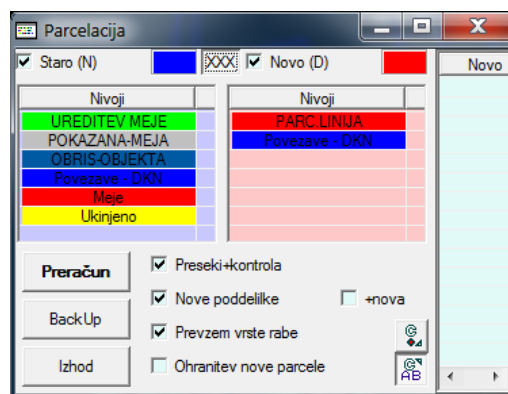 Parcelacija
Staro (N) XXX Novo (D) Novo
Nivoji Nivoji
UREDITEV MEJE PARC.LINIJA
POKAZANA-MEJA Povezave - DKN
OBRIS-OBJEKTA
Povezave - DKN
Meje
Ukinjeno
Preračun Preseki+kontrola
Nove poddelilke +nova
BackUp Prevzem vrste rabe
Izhod Ohranitev nove parcele AB